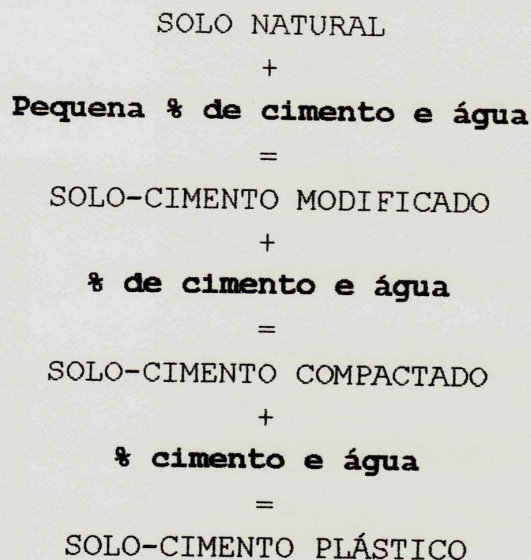 SOLO NATURAL
+
Pequena % de cimento e água
=
SOLO-CIMENTO MODIFICADO
+
% de cimento e água
=
SOLO-CIMENTO COMPACTADO
+
% cimento e água
=
SOLO-CIMENTO PLÁSTICO